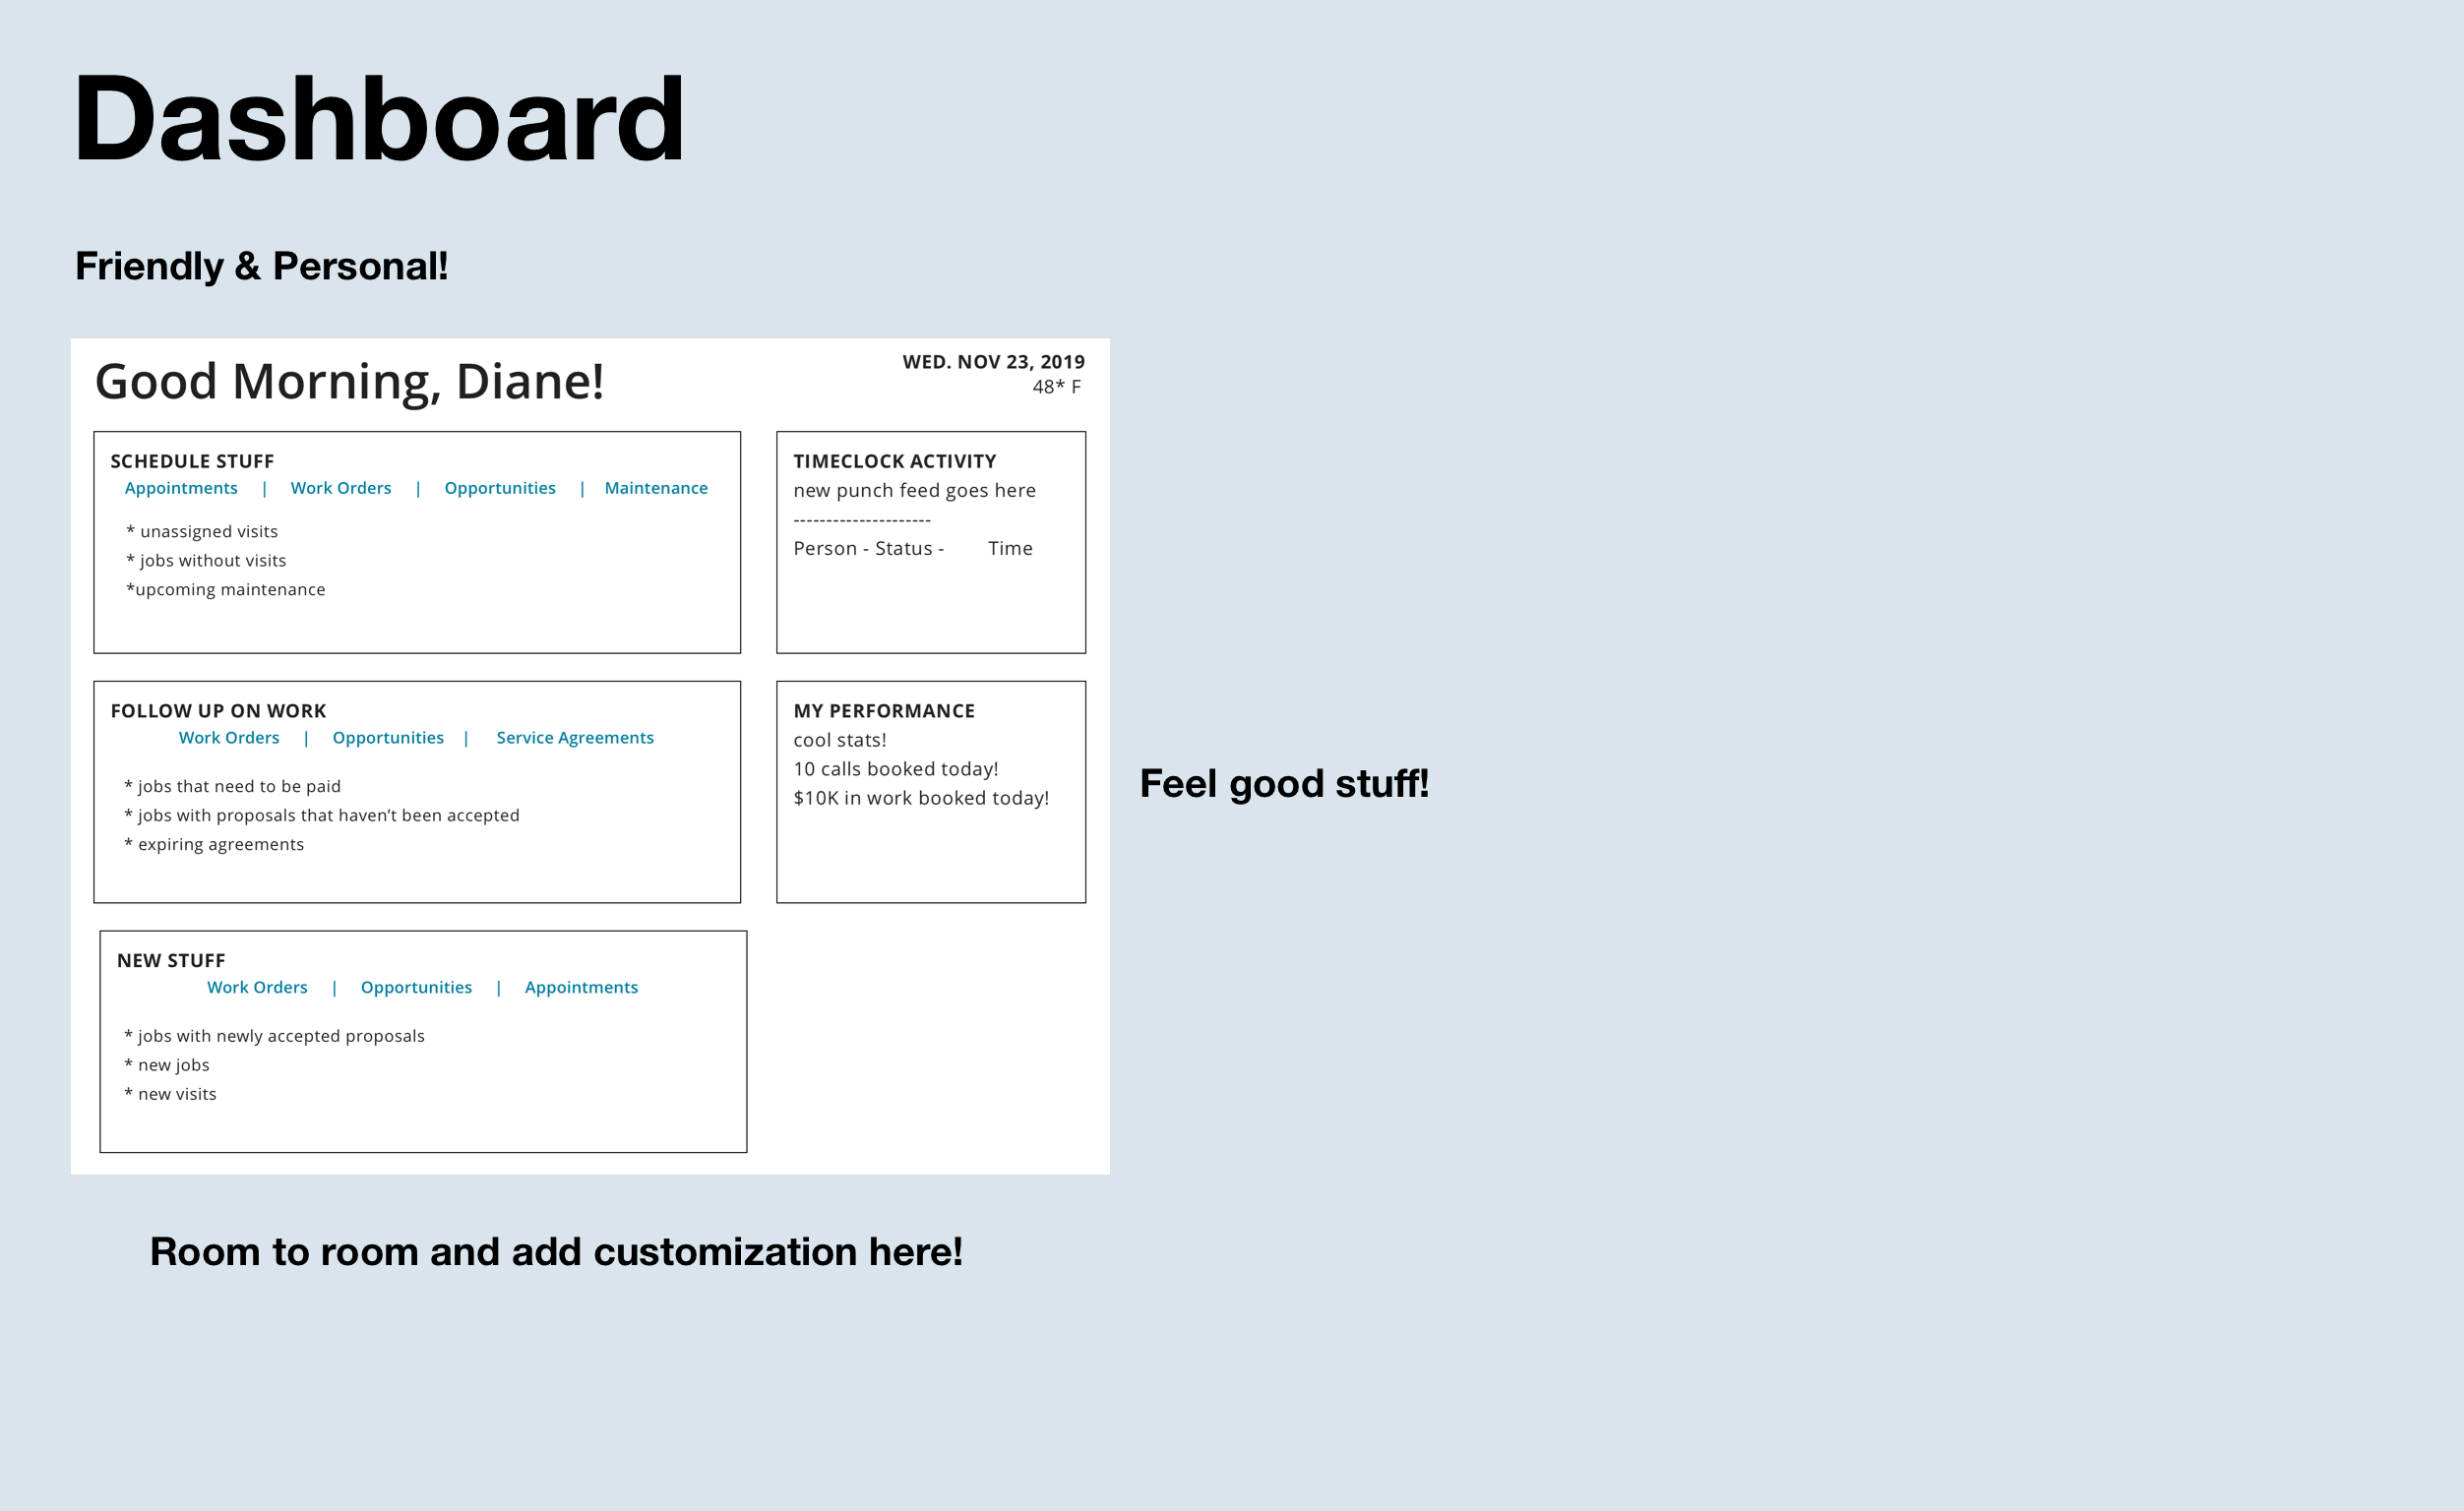 Dashboard
Friendly & Personal!
Good Morning, Diane!
WED. NOV 23, 2019
48* F
SCHEDULE STUFF
Appointments | Work Orders | Opportunities | Maintenance
* unassigned visits
* jobs without visits
*upcoming maintenance
TIMECLOCK ACTIVITY
new punch feed goes here
---------------------
Person - Status - Time
FOLLOW UP ON WORK
Work Orders | Opportunities | Service Agreements
* jobs that need to be paid
* jobs with proposals that haven’t been accepted
* expiring agreements
MY PERFORMANCE
cool stats!
10 calls booked today!
$10K in work booked today!
Feel good stuff!
NEW STUFF
Work Orders | Opportunities | Appointments
* jobs with newly accepted proposals
* new jobs
* new visits
Room to room and add customization here!